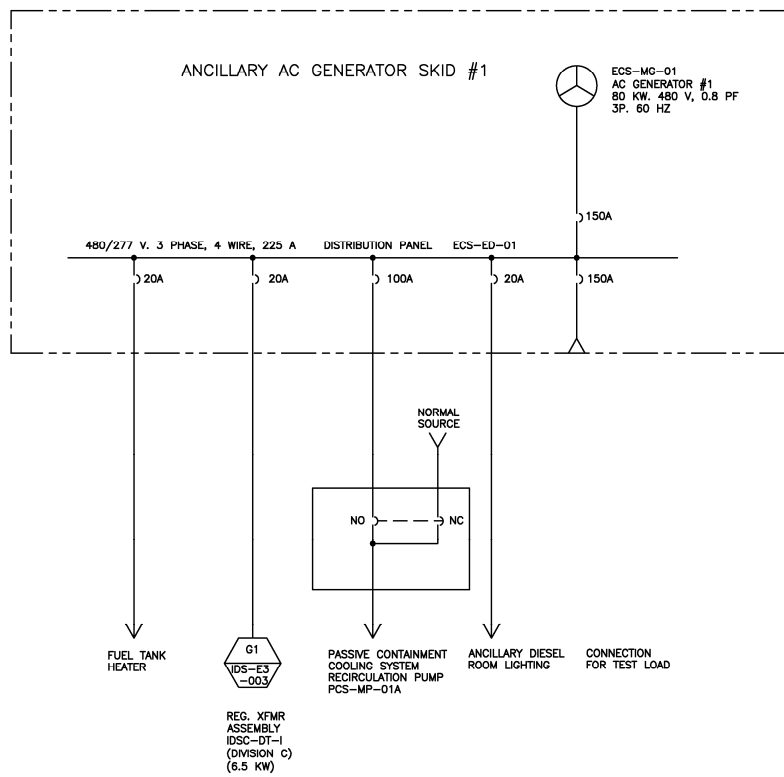 ANCILLARY AC GENERATOR SKID #1
ECS-MG-01
AC GENERATOR #1
80 KW. 480 V, 0.8 PF
3P. 60 HZ
150A
480/277 V. 3 PHASE, 4 WIRE, 225 A DISTRIBUTION PANEL ECS-ED-01
20A 20A 100A 20A 150A
NORMAL
SOURCE
NO NC
FUEL TANK
HEATER
G1
IDS-E3
-003
REG. XFMR
ASSEMBLY
IDSC-DT-1
(DIVISION C)
(6.5 KW)
PASSIVE CONTAINMENT
COOLING SYSTEM
RECIRCULATION PUMP
PCS-MP-01A
ANCILLARY DIESEL
ROOM LIGHTING
CONNECTION
FOR TEST LOAD